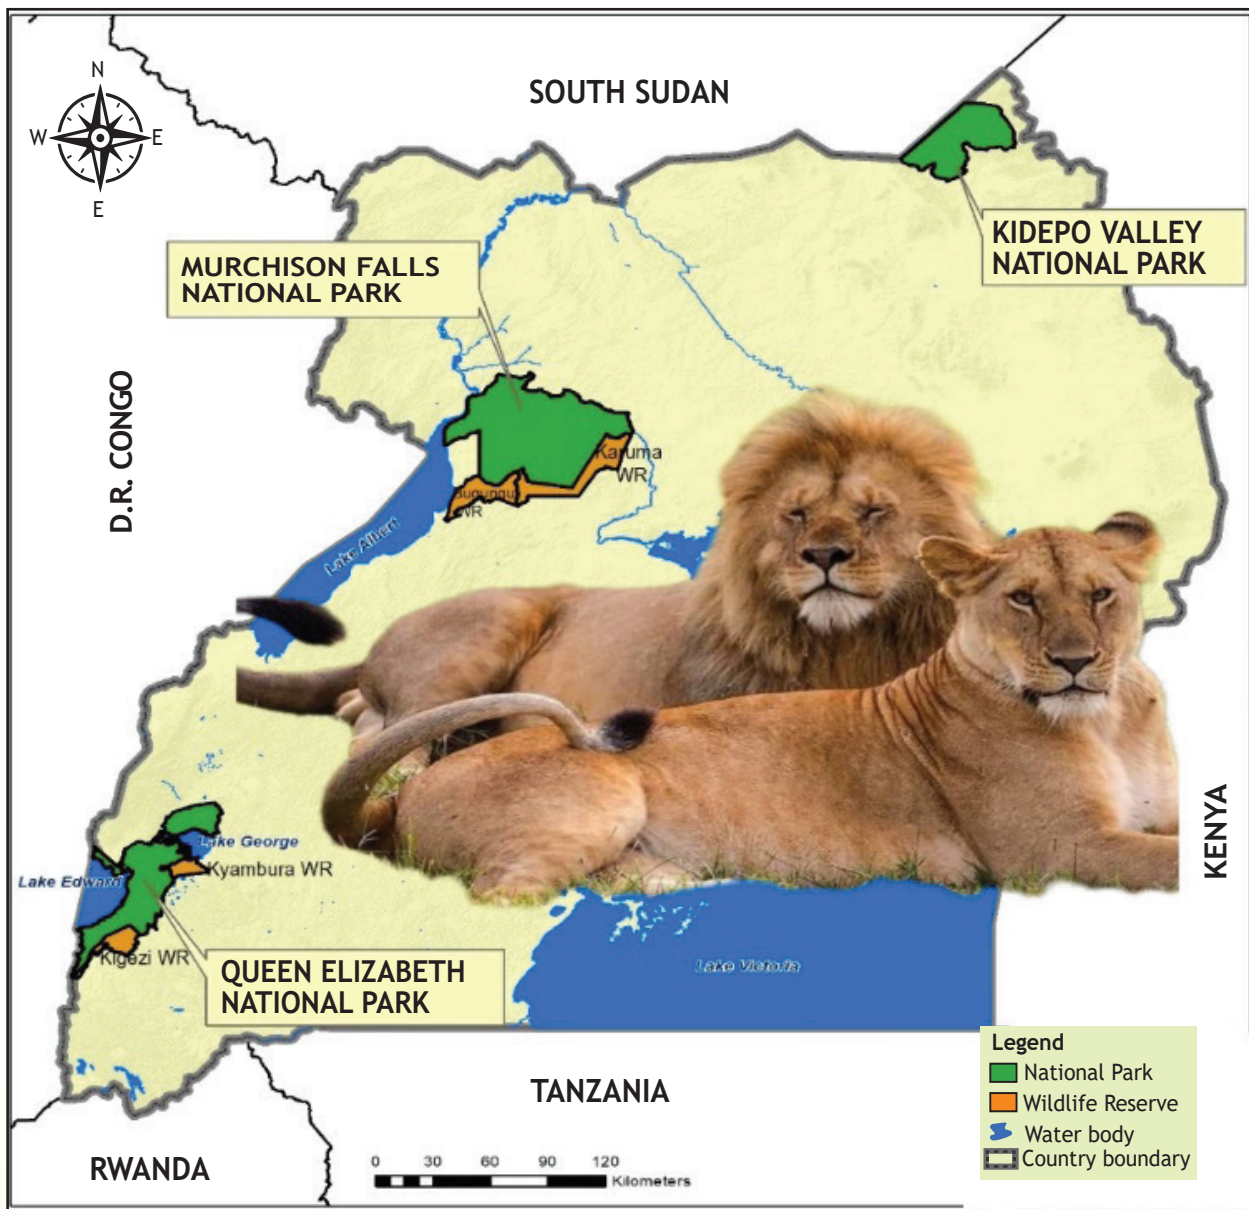 N
W
E
E
SOUTH SUDAN
KIDEPO VALLEY
NATIONAL PARK
MURCHISON FALLS
NATIONAL PARK
D.R. CONGO
Karuma
WR
Bugungu
WR
Lake Albert
Lake George
Kyambura WR
Lake Edward
Kigezi WR
QUEEN ELIZABETH
NATIONAL PARK
Lake Victoria
KENYA
TANZANIA
RWANDA
0 30 60 90 120
Kilometers
Legend
National Park
Wildlife Reserve
Water body
Country boundary